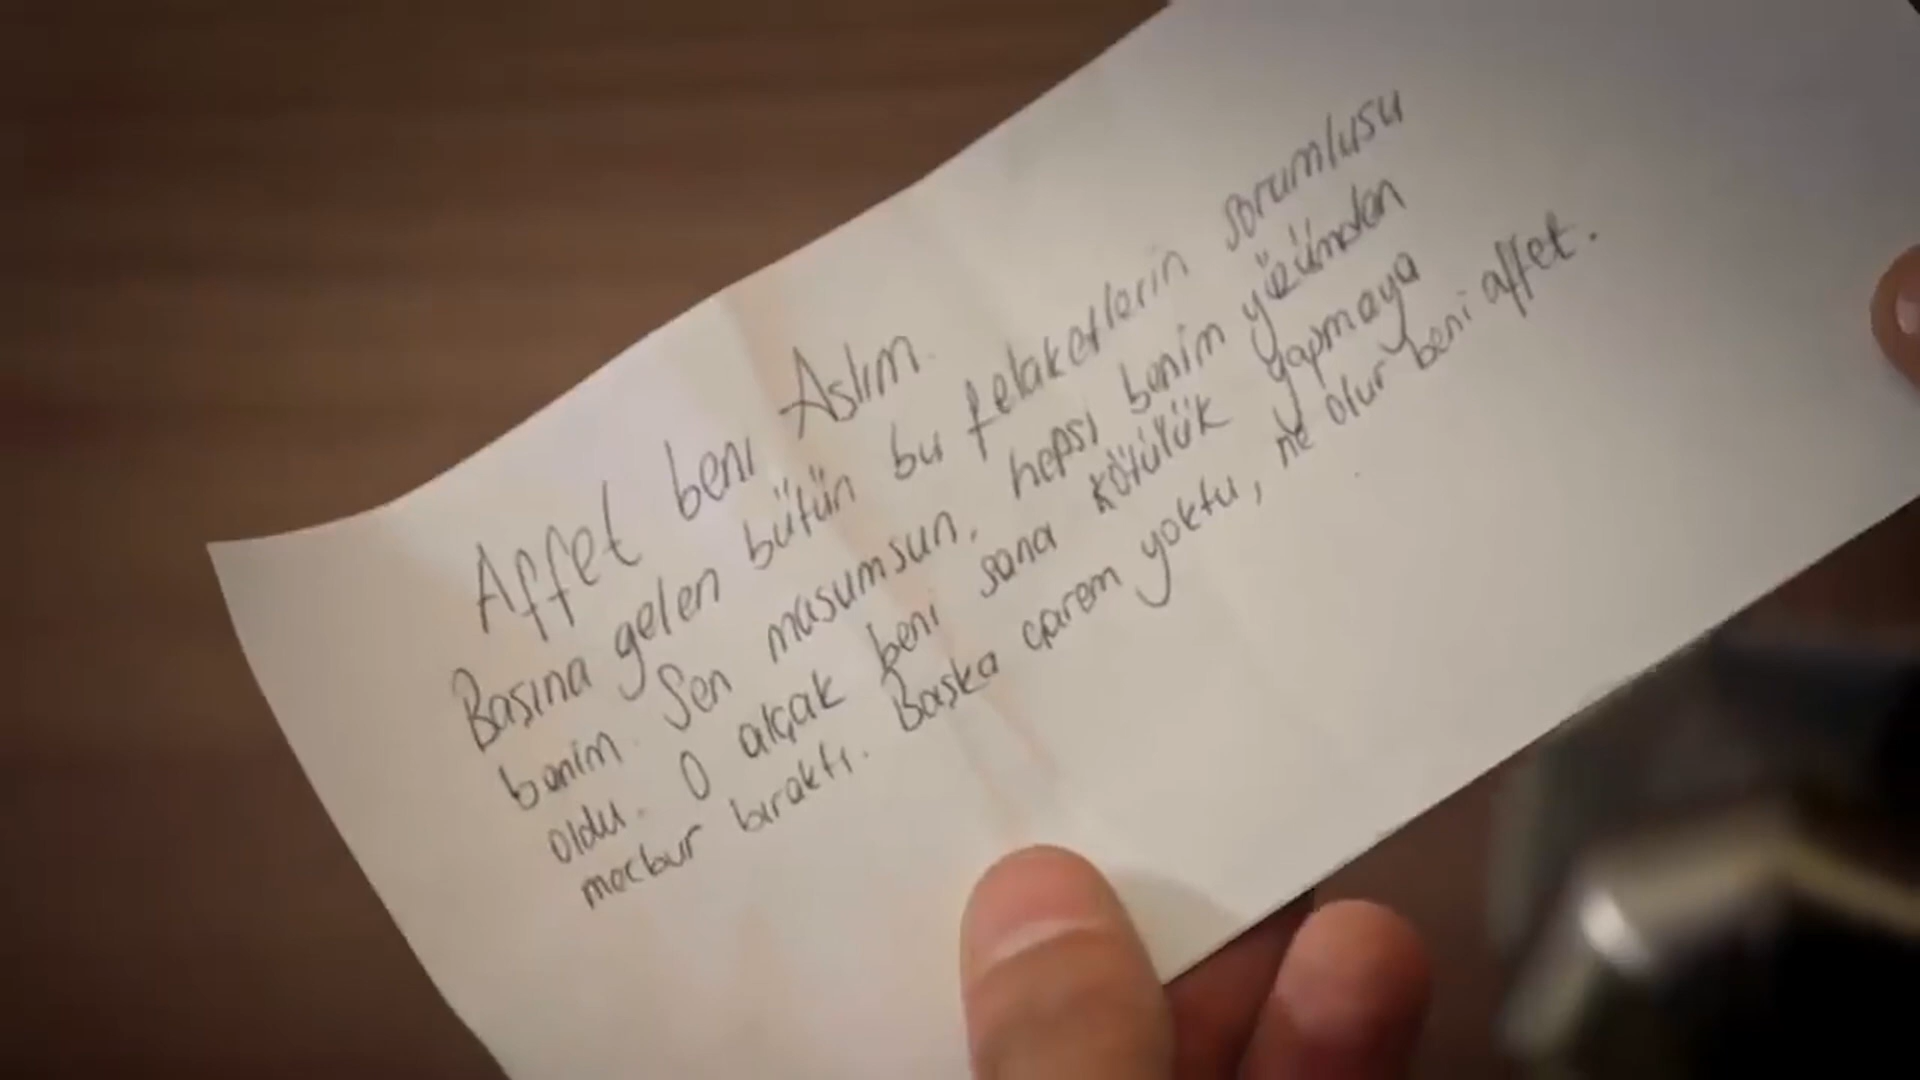 Affet beni Aslım.
Başına gelen bütün bu felaketlerin sorumlusu
benim. Sen masumsun, hepsi benim yüzümden
oldu. O alçak beni sana kötülük yapmaya
mecbur bıraktı. Başka çarem yoktu, ne olur beni affet.